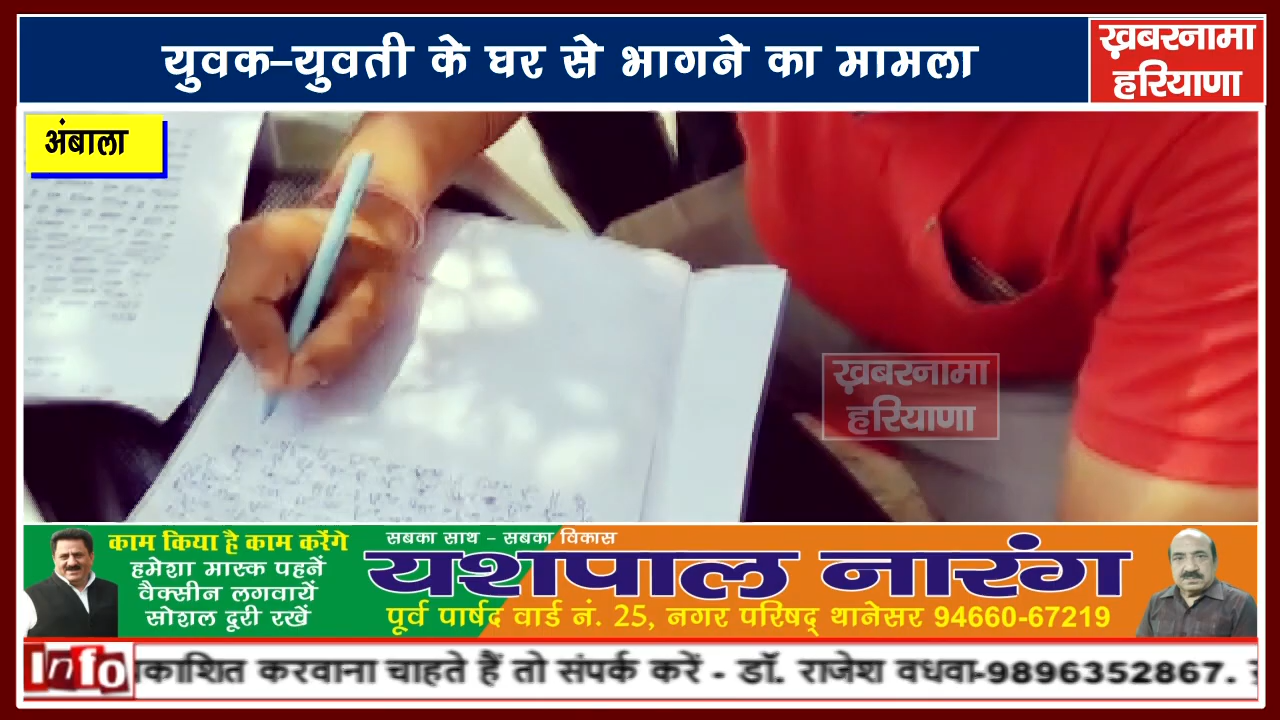 युवक-युवती के घर से भागने का मामला
ख़बरनामा
हरियाणा
अंबाला
ख़बरनामा
हरियाणा
काम किया है काम करेंगे
हमेशा मास्क पहनें
वैक्सीन लगवायें
सोशल दूरी रखें
सबका साथ - सबका विकास
यशपाल नारंग
पूर्व पार्षद वार्ड नं. 25, नगर परिषद् थानेसर 94660-67219
Info
काशित करवाना चाहते हैं तो संपर्क करें - डॉ. राजेश वधवा-9896352867.